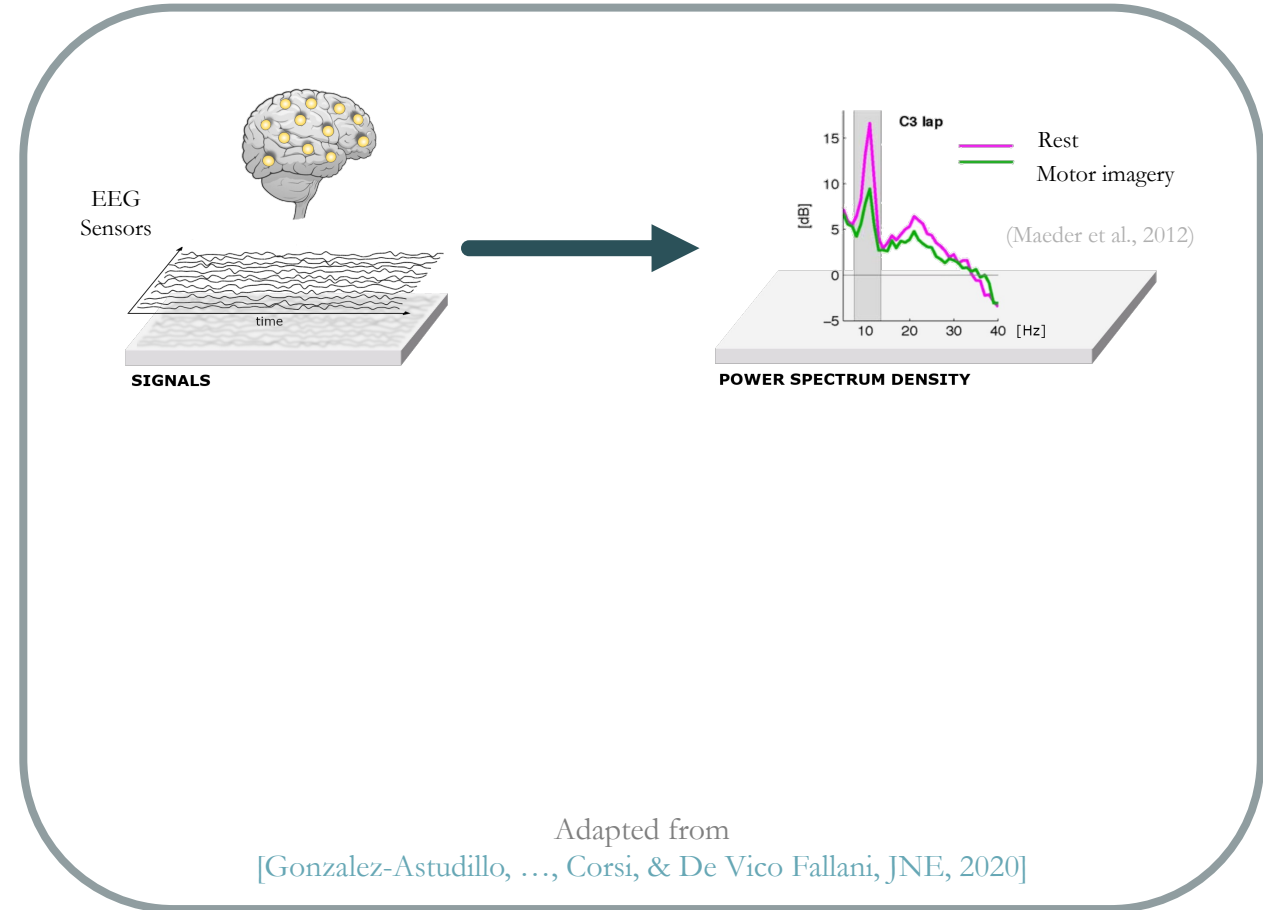 EEG
Sensors
time
SIGNALS
C3 lap
Rest
Motor imagery
(Maeder et al., 2012)
[dB]
15
10
5
0
−5
10 20 30 40 [Hz]
POWER SPECTRUM DENSITY
Adapted from
[Gonzalez-Astudillo, …, Corsi, & De Vico Fallani, JNE, 2020]